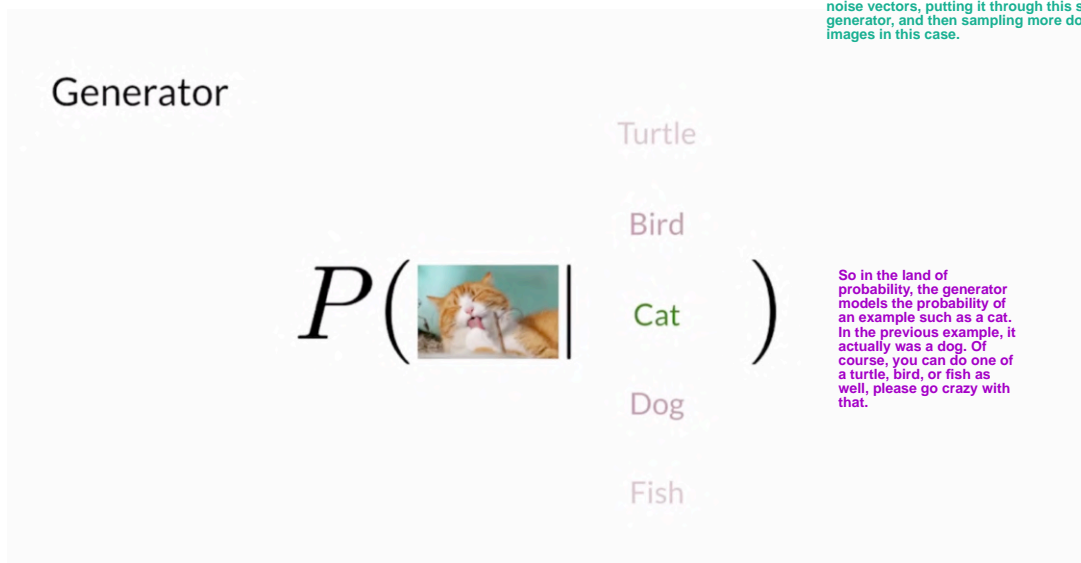 noise vectors, putting it through this s
generator, and then sampling more do
images in this case.
Generator
Turtle
Bird
P( | Cat )
Dog
Fish
So in the land of
probability, the generator
models the probability of
an example such as a cat.
In the previous example, it
actually was a dog. Of
course, you can do one of
a turtle, bird, or fish as
well, please go crazy with
that.